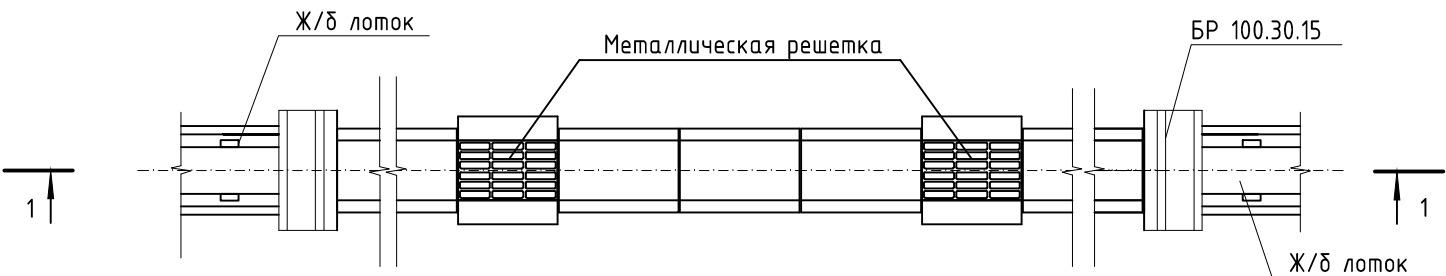 Ж/б лоток
Металлическая решетка
БР 100.30.15
1
1
Ж/б лоток